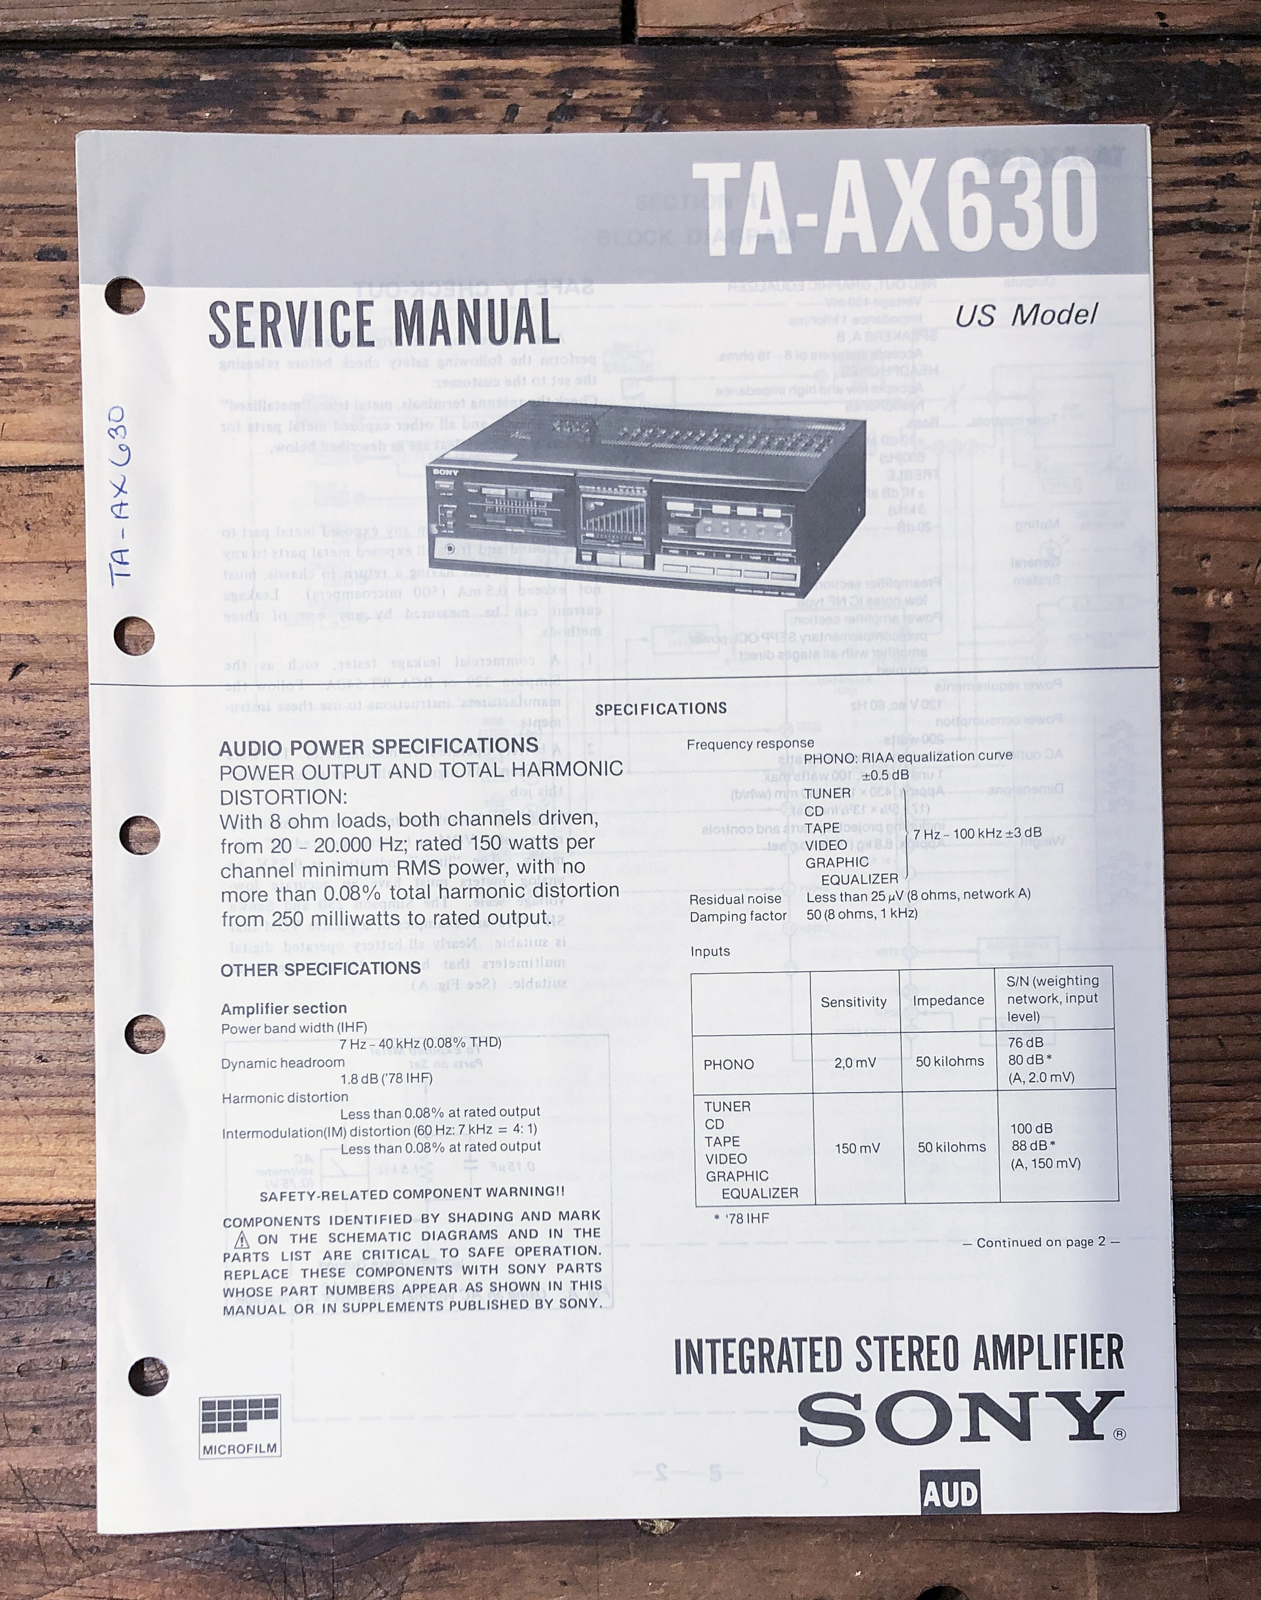 TA-AX630
SERVICE MANUAL
US Model
TA-AX630
SONY
SPECIFICATIONS
AUDIO POWER SPECIFICATIONS
POWER OUTPUT AND TOTAL HARMONIC
DISTORTION:
With 8 ohm loads, both channels driven,
from 20 - 20.000 Hz; rated 150 watts per
channel minimum RMS power, with no
more than 0.08% total harmonic distortion
from 250 milliwatts to rated output.
OTHER SPECIFICATIONS
Amplifier section
Power band width (IHF)
7 Hz – 40 kHz (0.08% THD)
Dynamic headroom
1.8 dB ('78 IHF)
Harmonic distortion
Less than 0.08% at rated output
Intermodulation(IM) distortion (60 Hz: 7 kHz = 4: 1)
Less than 0.08% at rated output
SAFETY-RELATED COMPONENT WARNING!!
COMPONENTS IDENTIFIED BY SHADING AND MARK
⚠ ON THE SCHEMATIC DIAGRAMS AND IN THE
PARTS LIST ARE CRITICAL TO SAFE OPERATION.
REPLACE THESE COMPONENTS WITH SONY PARTS
WHOSE PART NUMBERS APPEAR AS SHOWN IN THIS
MANUAL OR IN SUPPLEMENTS PUBLISHED BY SONY.
Frequency response
PHONO: RIAA equalization curve
±0.5 dB
TUNER
CD
TAPE
VIDEO
GRAPHIC
EQUALIZER
7 Hz – 100 kHz ±3 dB
Residual noise Less than 25 µV (8 ohms, network A)
Damping factor 50 (8 ohms, 1 kHz)
Inputs
Sensitivity Impedance S/N (weighting
network, input
level)
PHONO 2,0 mV 50 kilohms 76 dB
80 dB *
(A, 2.0 mV)
TUNER
CD
TAPE
VIDEO
GRAPHIC
EQUALIZER
150 mV 50 kilohms 100 dB
88 dB *
(A, 150 mV)
* '78 IHF
— Continued on page 2 —
INTEGRATED STEREO AMPLIFIER
SONY®
MICROFILM
AUD